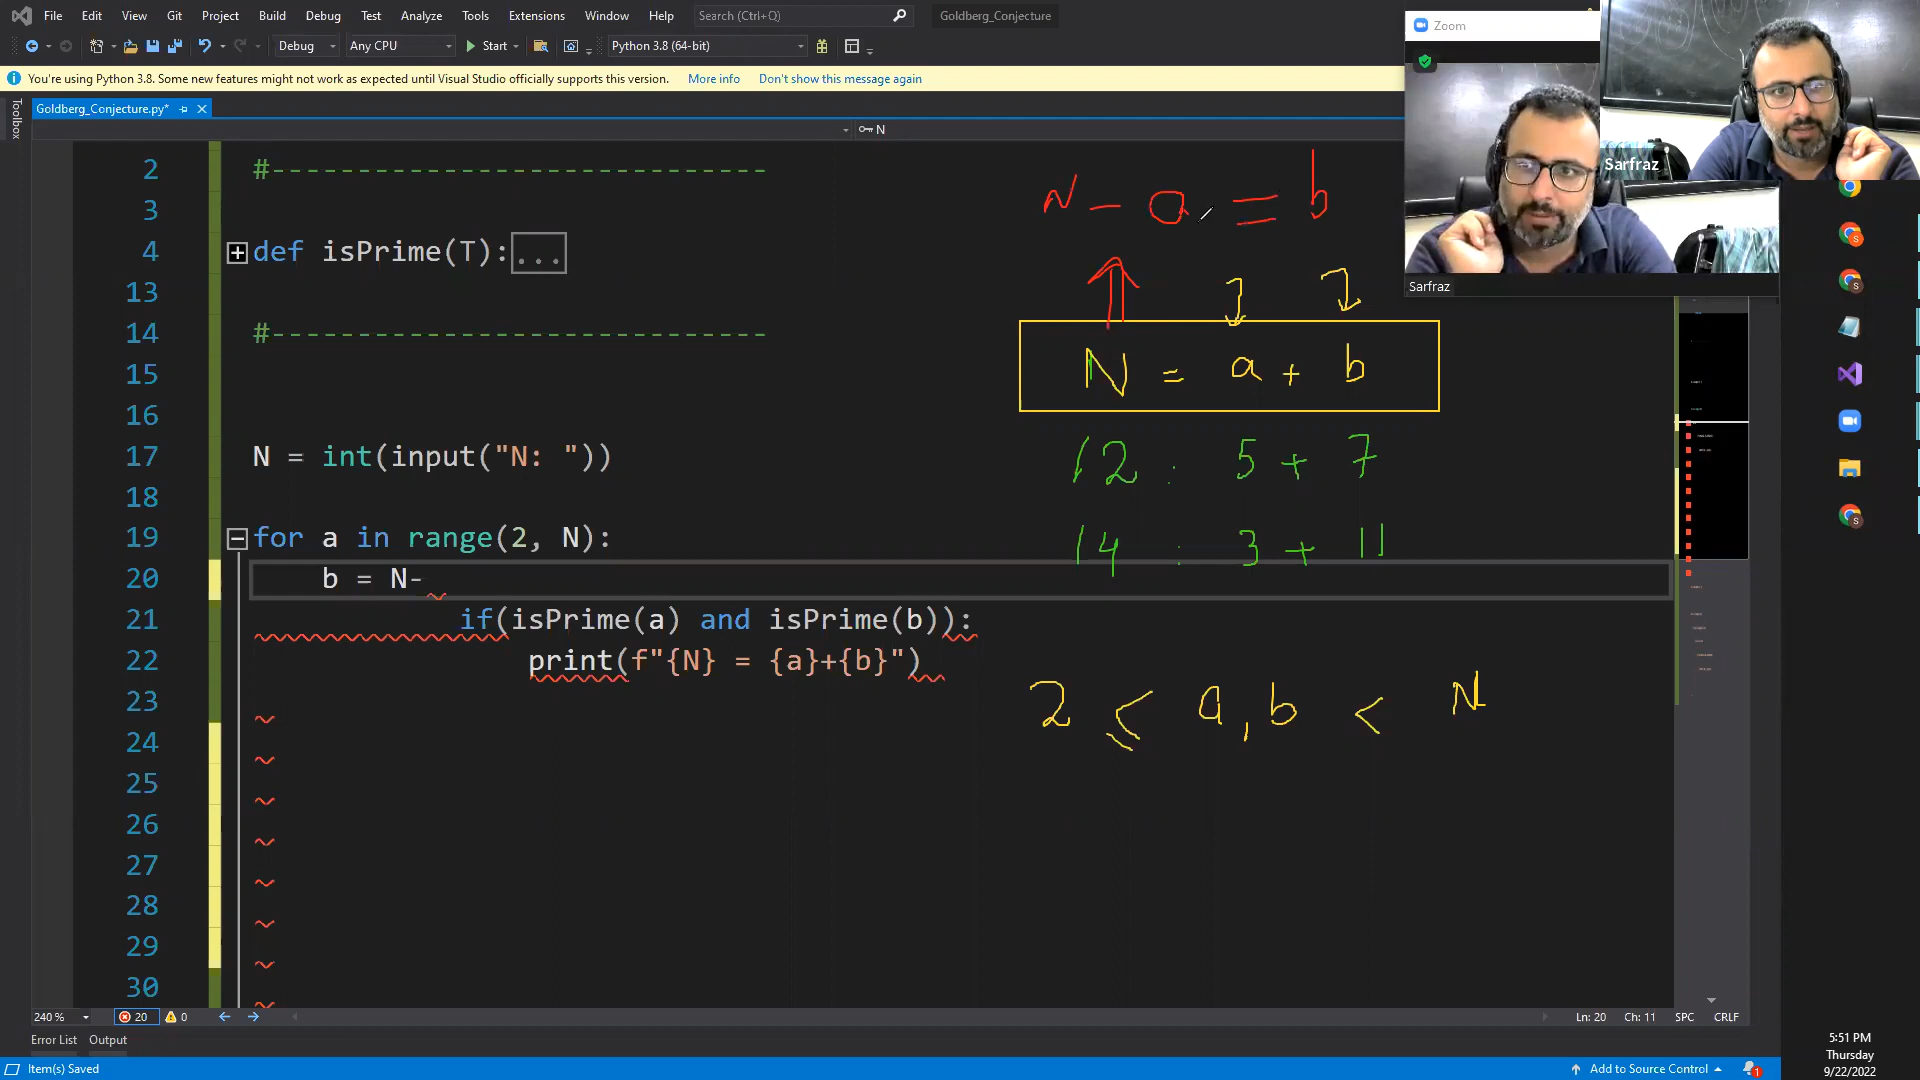 File Edit View Git Project Build Debug Test Analyze Tools Extensions Window Help Search (Ctrl+Q) Goldberg_Conjecture
Debug Any CPU Start Python 3.8 (64-bit)
You're using Python 3.8. Some new features might not work as expected until Visual Studio officially supports this version. More info Don't show this message again
Zoom
Sarfraz
Sarfraz
Toolbox
Goldberg_Conjecture.py*
N
2 #-----------------------------
3
4 def isPrime(T):...
13
14 #-----------------------------
15
16
17 N = int(input("N: "))
18
19 for a in range(2, N):
20 b = N-
21 if(isPrime(a) and isPrime(b)):
22 print(f"{N} = {a}+{b}")
23
24
25
26
27
28
29
30
N - a = b
N = a + b
12 : 5 + 7
14 : 3 + 11
2 ≤ a, b < N
240 % 20 0 Ln: 20 Ch: 11 SPC CRLF
Error List Output
Item(s) Saved Add to Source Control 1
5:51 PM
Thursday
9/22/2022